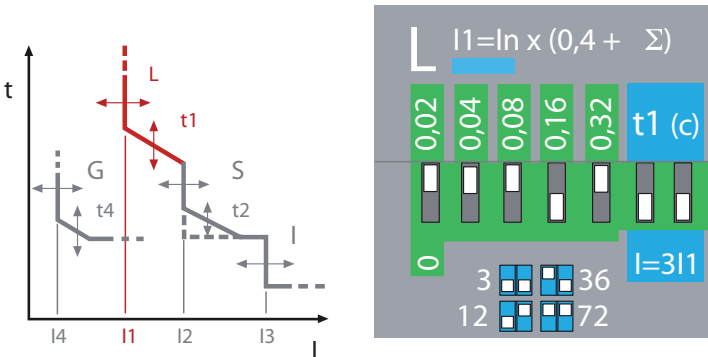 t
L
t1
G
S
t4
t2
I
I4
I1
I2
I3
I
L
I1=In x (0,4 + Σ)
0,02
0,04
0,08
0,16
0,32
t1 (c)
0
I=3I1
3
36
12
72